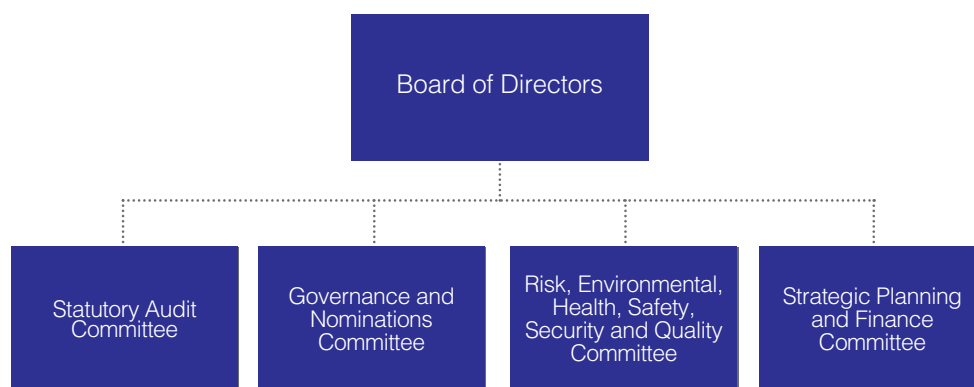 Board of Directors
Statutory Audit
Committee
Governance and
Nominations
Committee
Risk, Environmental,
Health, Safety,
Security and Quality
Committee
Strategic Planning
and Finance
Committee